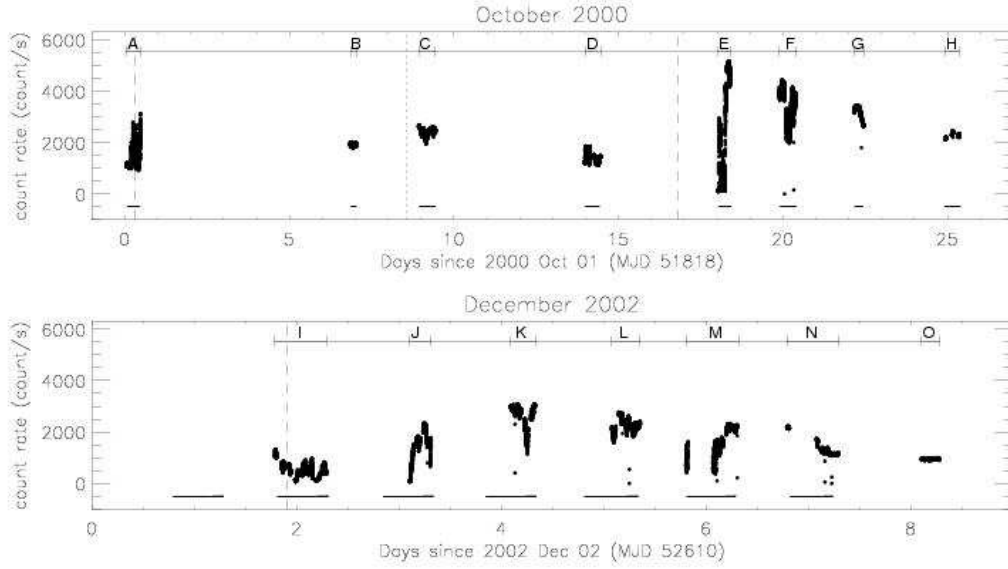 October 2000
A B C D E F G H
6000
4000
2000
0
count rate (count/s)
0 5 10 15 20 25
Days since 2000 Oct 01 (MJD 51818)
December 2002
I J K L M N O
6000
4000
2000
0
count rate (count/s)
0 2 4 6 8
Days since 2002 Dec 02 (MJD 52610)